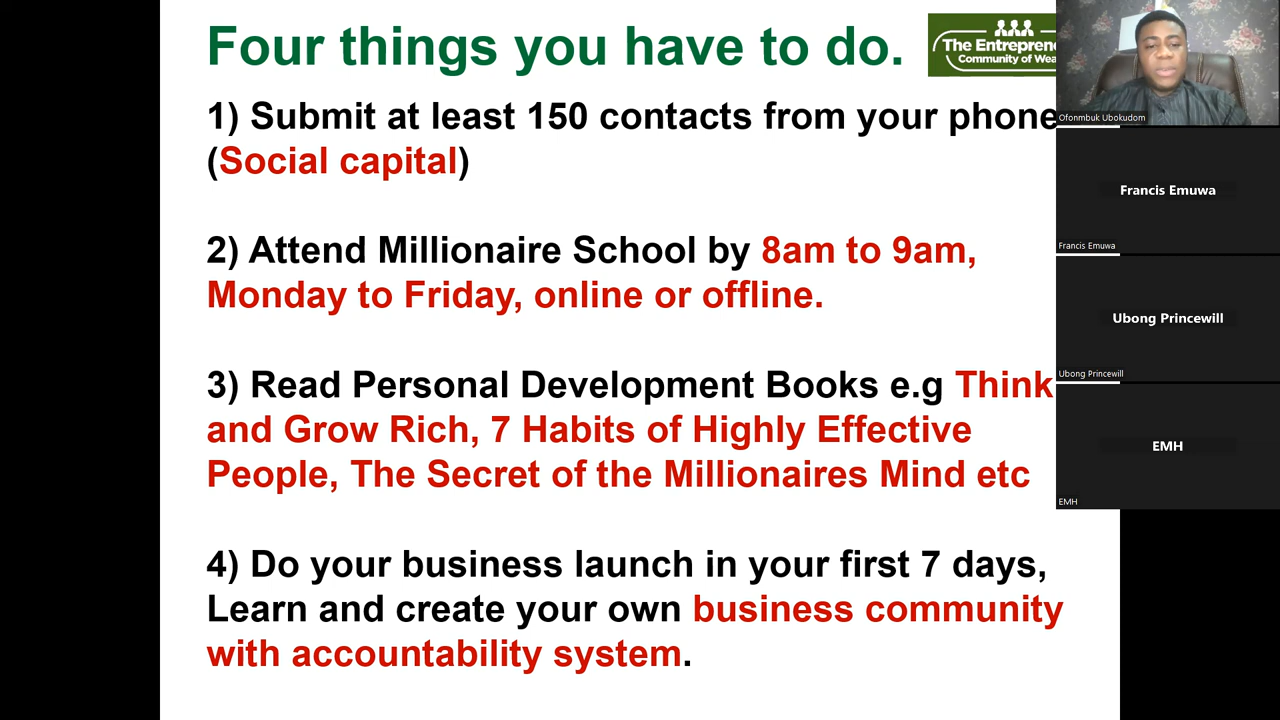 Four things you have to do.
The Entreprene
Community of Wea
1) Submit at least 150 contacts from your phone
(Social capital)
2) Attend Millionaire School by 8am to 9am,
Monday to Friday, online or offline.
3) Read Personal Development Books e.g Think
and Grow Rich, 7 Habits of Highly Effective
People, The Secret of the Millionaires Mind etc
4) Do your business launch in your first 7 days,
Learn and create your own business community
with accountability system.
Ofonmbuk Ubokudom
Francis Emuwa
Francis Emuwa
Ubong Princewill
Ubong Princewill
EMH
EMH